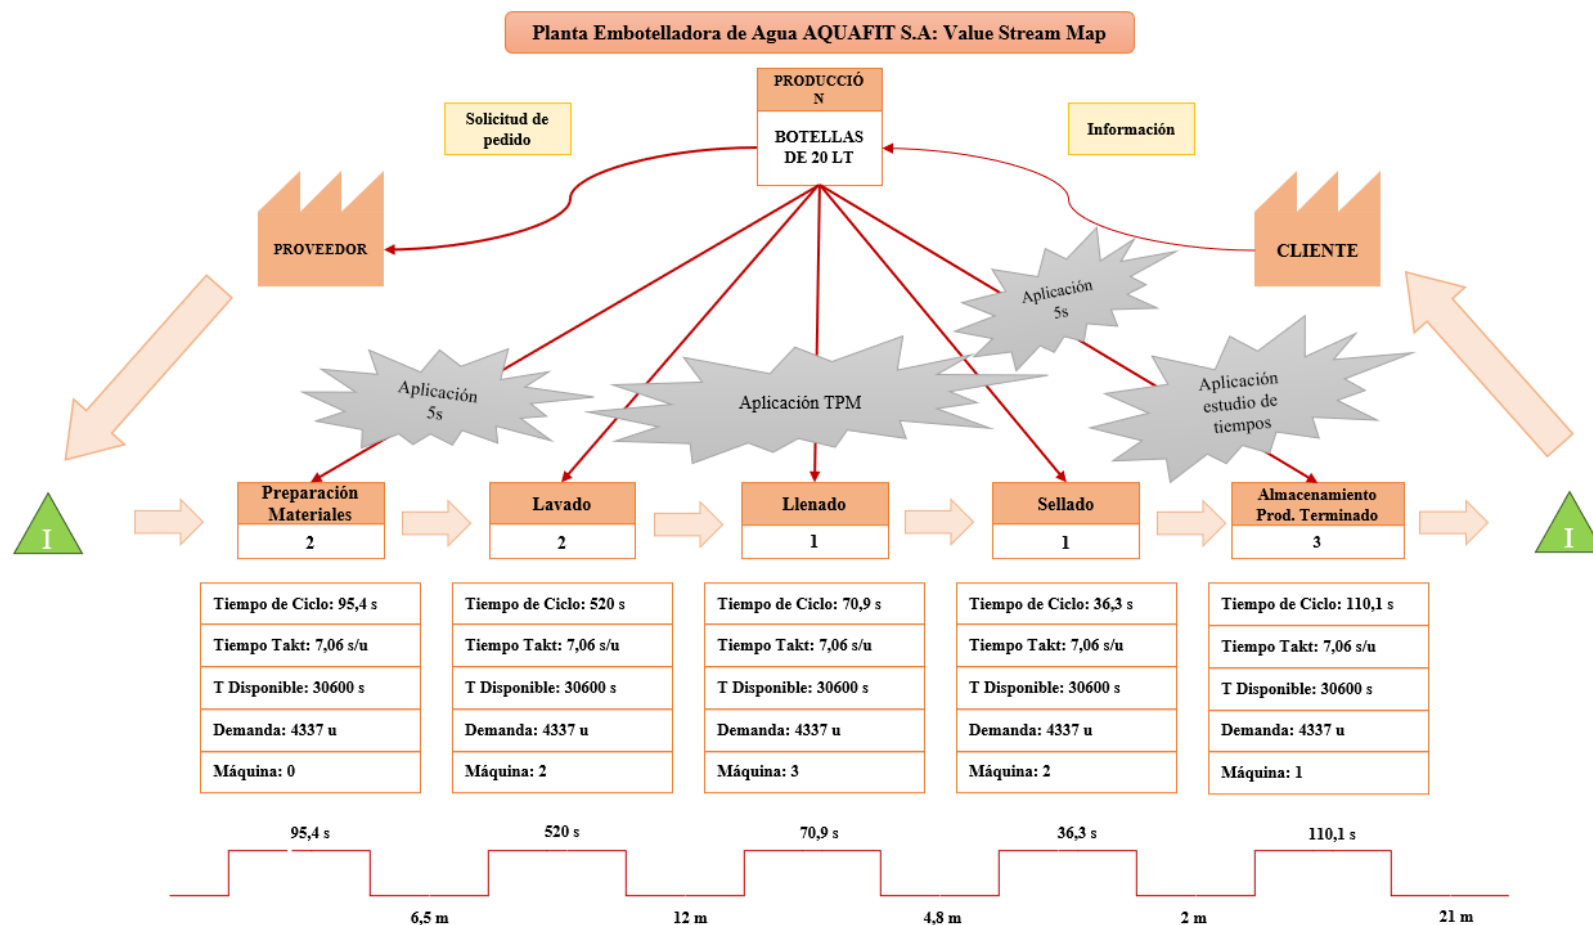 Planta Embotelladora de Agua AQUAFIT S.A: Value Stream Map
PRODUCCIÓ
N
BOTELLAS
DE 20 LT
Solicitud de
pedido
Información
PROVEEDOR
CLIENTE
Aplicación
5s
Aplicación TPM
Aplicación
5s
Aplicación
estudio de
tiempos
I
Preparación
Materiales
2
Lavado
2
Llenado
1
Sellado
1
Almacenamiento
Prod. Terminado
3
I
Tiempo de Ciclo: 95,4 s
Tiempo Takt: 7,06 s/u
T Disponible: 30600 s
Demanda: 4337 u
Máquina: 0
Tiempo de Ciclo: 520 s
Tiempo Takt: 7,06 s/u
T Disponible: 30600 s
Demanda: 4337 u
Máquina: 2
Tiempo de Ciclo: 70,9 s
Tiempo Takt: 7,06 s/u
T Disponible: 30600 s
Demanda: 4337 u
Máquina: 3
Tiempo de Ciclo: 36,3 s
Tiempo Takt: 7,06 s/u
T Disponible: 30600 s
Demanda: 4337 u
Máquina: 2
Tiempo de Ciclo: 110,1 s
Tiempo Takt: 7,06 s/u
T Disponible: 30600 s
Demanda: 4337 u
Máquina: 1
95,4 s
520 s
70,9 s
36,3 s
110,1 s
6,5 m
12 m
4,8 m
2 m
21 m